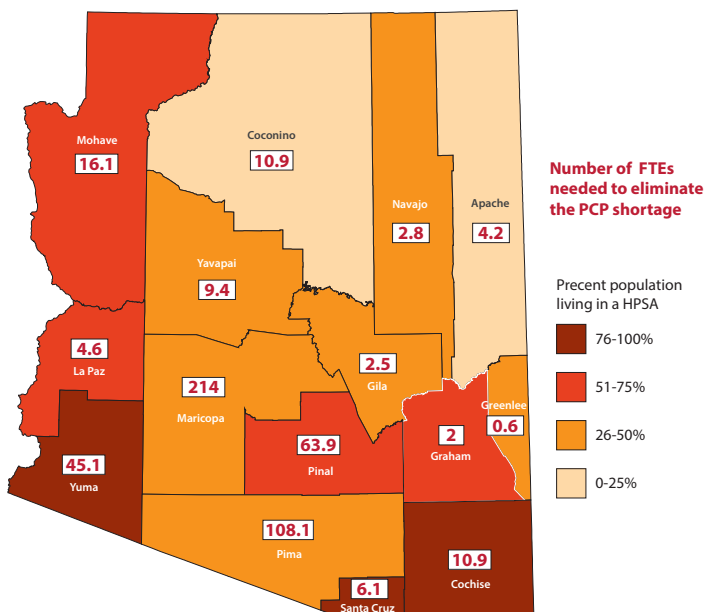 Mohave
16.1
Coconino
10.9
Navajo
2.8
Apache
4.2
Number of FTEs
needed to eliminate
the PCP shortage
Yavapai
9.4
Precent population
living in a HPSA
76-100%
51-75%
26-50%
0-25%
4.6
La Paz
214
Maricopa
2.5
Gila
Greenlee
0.6
63.9
Pinal
2
Graham
45.1
Yuma
108.1
Pima
6.1
Santa Cruz
10.9
Cochise